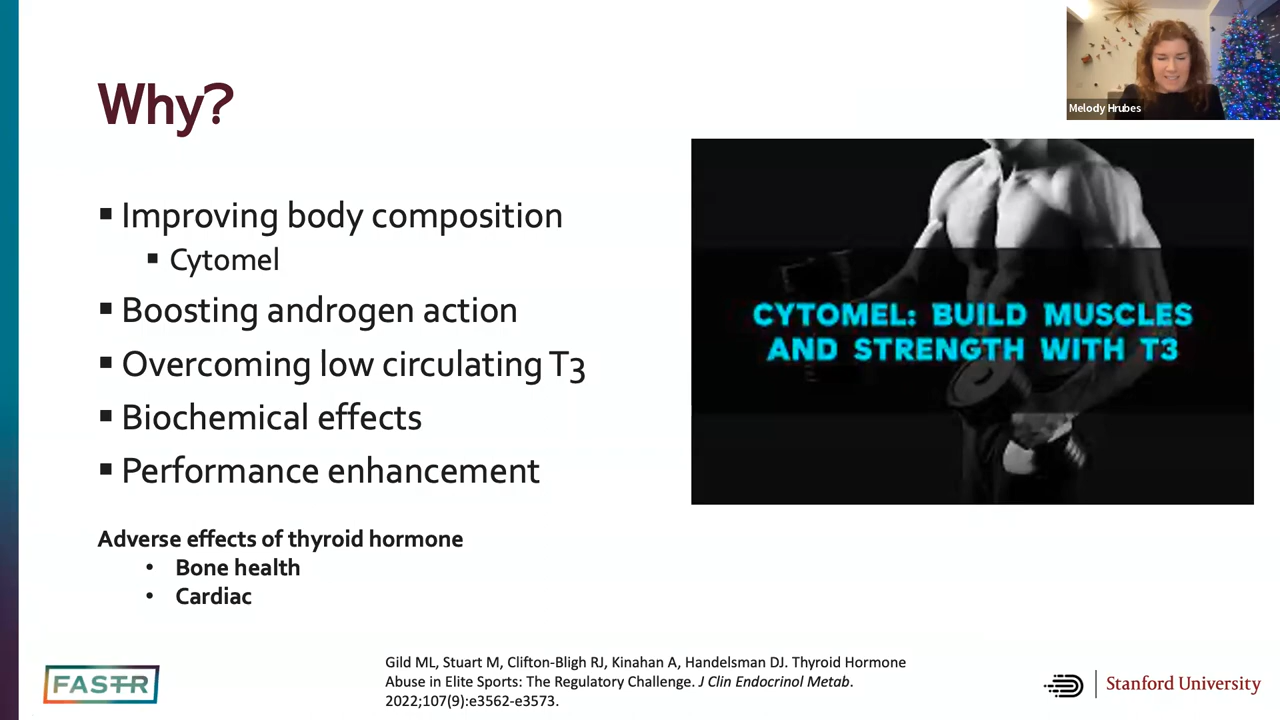 Why?
Melody Hrubes
▪ Improving body composition
▪ Cytomel
▪ Boosting androgen action
▪ Overcoming low circulating T3
▪ Biochemical effects
▪ Performance enhancement
CYTOMEL: BUILD MUSCLES
AND STRENGTH WITH T3
Adverse effects of thyroid hormone
• Bone health
• Cardiac
FASTR
Gild ML, Stuart M, Clifton-Bligh RJ, Kinahan A, Handelsman DJ. Thyroid Hormone
Abuse in Elite Sports: The Regulatory Challenge. J Clin Endocrinol Metab.
2022;107(9):e3562-e3573.
Stanford University